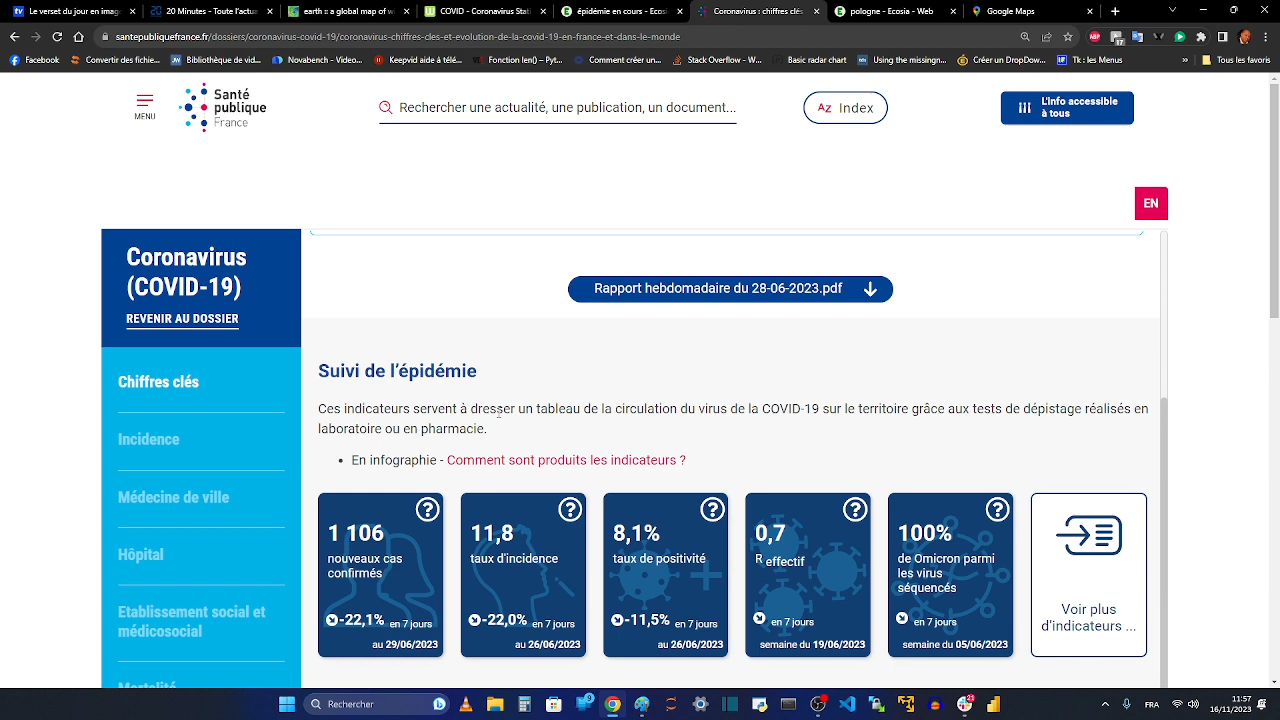 Le verset du jour en image
20 Minutes - Toute l'actua
earth :: a global map of wi
COVID - Coronavirus Stati
épidémie en cours - Ecosi
Coronavirus : chiffres clés
pologne - Ecosia - Web
Google Maps
santepubliquefrance.fr/dossiers/coronavirus-covid-19/coronavirus-chiffres-cles-et-evolution-de-la-covid-19-en-france-et-dans-le-monde
Facebook
Convertir des fichie...
Bibliothèque de vid...
Novabench - Video...
Keepvid aide à télé...
Fonction len() – Pyt...
Comment créer un...
Stack Overflow - W...
Basic radar chart
Using the missingn...
Créer un DropDow...
Tk : les Menus
Tous les favoris
MENU
Santé
publique
France
Rechercher une actualité, une publication, un document...
Az Index
L'info accessible
à tous
EN
Coronavirus
(COVID-19)
REVENIR AU DOSSIER
Chiffres clés
Incidence
Médecine de ville
Hôpital
Etablissement social et
médicosocial
Mortalité
Rapport hebdomadaire du 28-06-2023.pdf
Suivi de l'épidémie
Ces indicateurs servent à dresser un tableau de la circulation du virus de la COVID-19 sur le territoire grâce aux tests de dépistage réalisés en
laboratoire ou en pharmacie.
• En infographie - Comment sont produits les indicateurs ?
1 106
nouveaux cas
confirmés
-22,1% en 7 jours
au 29/06/2023
11,8
taux d'incidence
-22,0% en 7 jours
au 26/06/2023
8,1%
taux de positivité
-11,5% en 7 jours
au 26/06/2023
0,7
R effectif
en 7 jours
semaine du 19/06/2023
100%
de Omicron parmi
les virus
séquencés
en 7 jours
semaine du 05/06/2023
Voir plus
d'indicateurs ...
Rechercher
FRA
11:57
16/11/2023